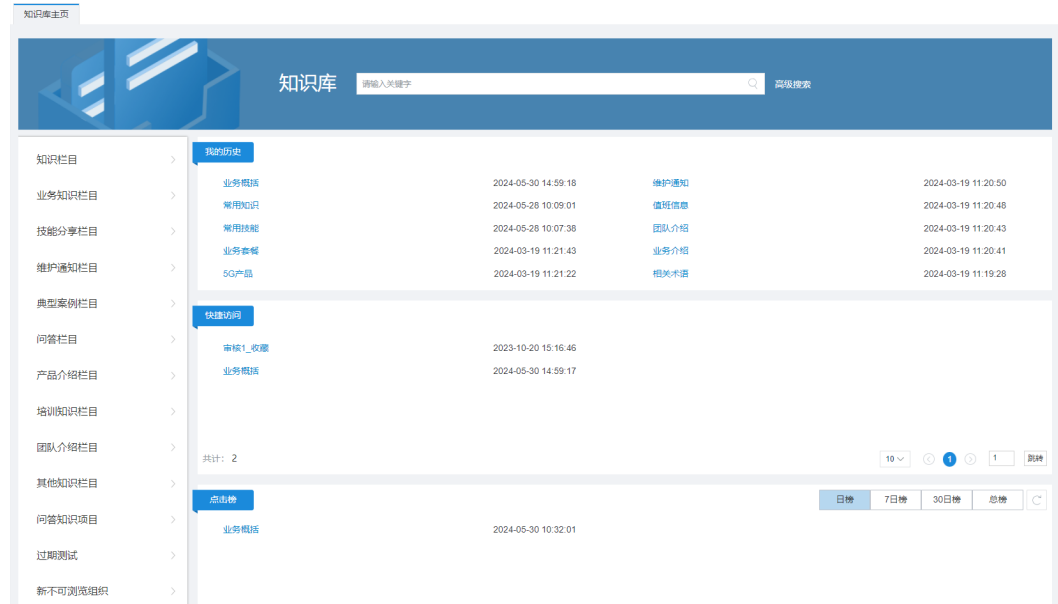 知识库主页
知识库 请输入关键字 高级搜索
知识栏目
业务知识栏目
技能分享栏目
维护通知栏目
典型案例栏目
问答栏目
产品介绍栏目
培训知识栏目
团队介绍栏目
其他知识栏目
问答知识项目
过期测试
新不可浏览组织
我的历史
业务概括 2024-05-30 14:59:18 维护通知 2024-03-19 11:20:50
常用知识 2024-05-28 10:09:01 值班信息 2024-03-19 11:20:48
常用技能 2024-05-28 10:07:38 团队介绍 2024-03-19 11:20:43
业务套餐 2024-03-19 11:21:43 业务介绍 2024-03-19 11:20:41
5G产品 2024-03-19 11:21:22 相关术语 2024-03-19 11:19:28
快捷访问
审核1_收藏 2023-10-20 15:16:46
业务概括 2024-05-30 14:59:17
共计: 2 10 1 1 跳转
点击榜 日榜 7日榜 30日榜 总榜
业务概括 2024-05-30 10:32:01